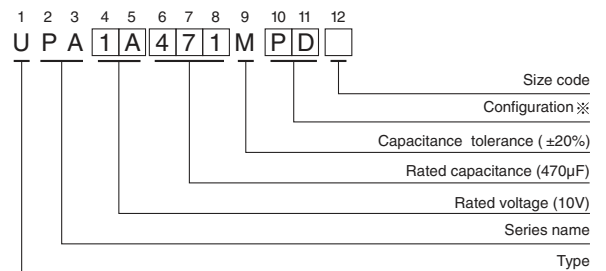 1 2 3 4 5 6 7 8 9 10 11 12
U P A 1 A 4 7 1 M P D
Size code
Configuration※
Capacitance tolerance ( ±20%)
Rated capacitance (470µF)
Rated voltage (10V)
Series name
Type